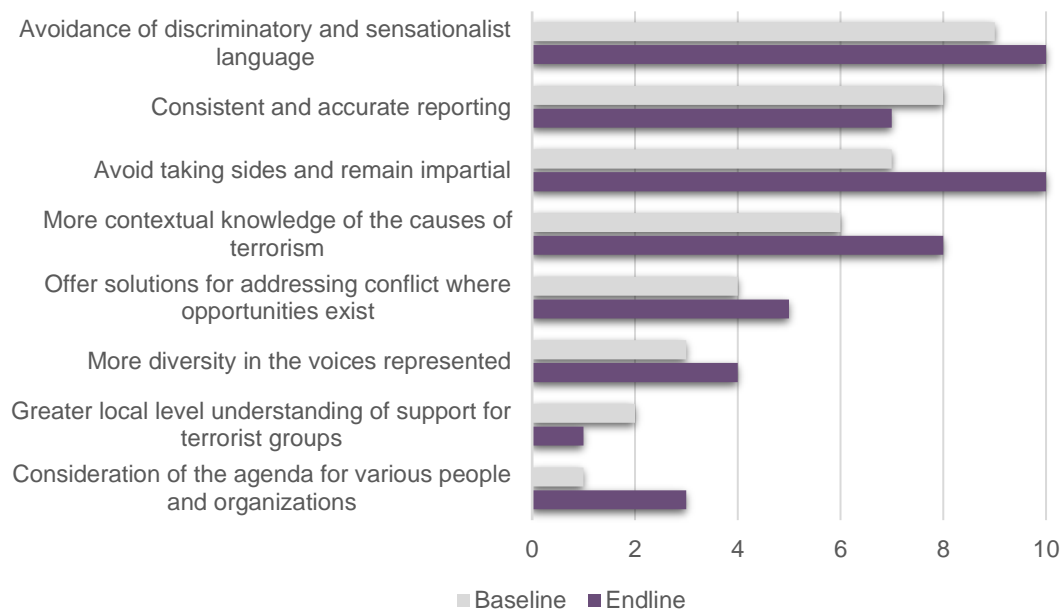 Avoidance of discriminatory and sensationalist
language
Consistent and accurate reporting
Avoid taking sides and remain impartial
More contextual knowledge of the causes of
terrorism
Offer solutions for addressing conflict where
opportunities exist
More diversity in the voices represented
Greater local level understanding of support for
terrorist groups
Consideration of the agenda for various people
and organizations
0 2 4 6 8 10
Baseline Endline